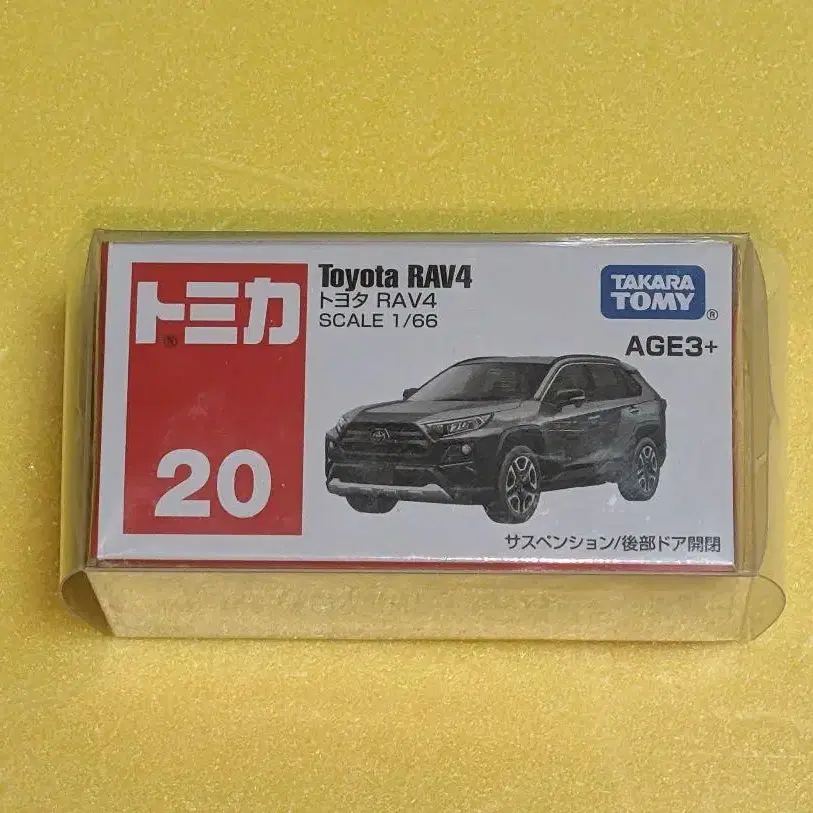 トミカ®
20
Toyota RAV4
トヨタ RAV4
SCALE 1/66
TAKARA
TOMY®
AGE3+
サスペンション/後部ドア開閉